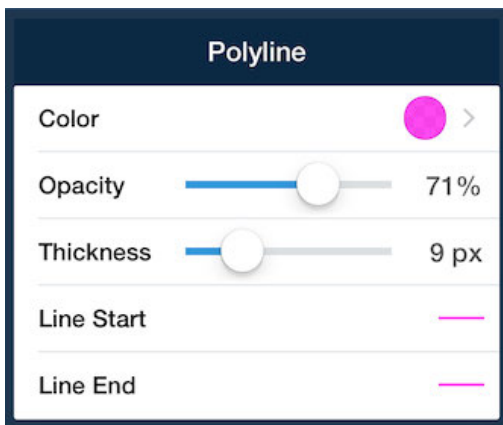 Polyline
Color
Opacity 71%
Thickness 9 px
Line Start
Line End